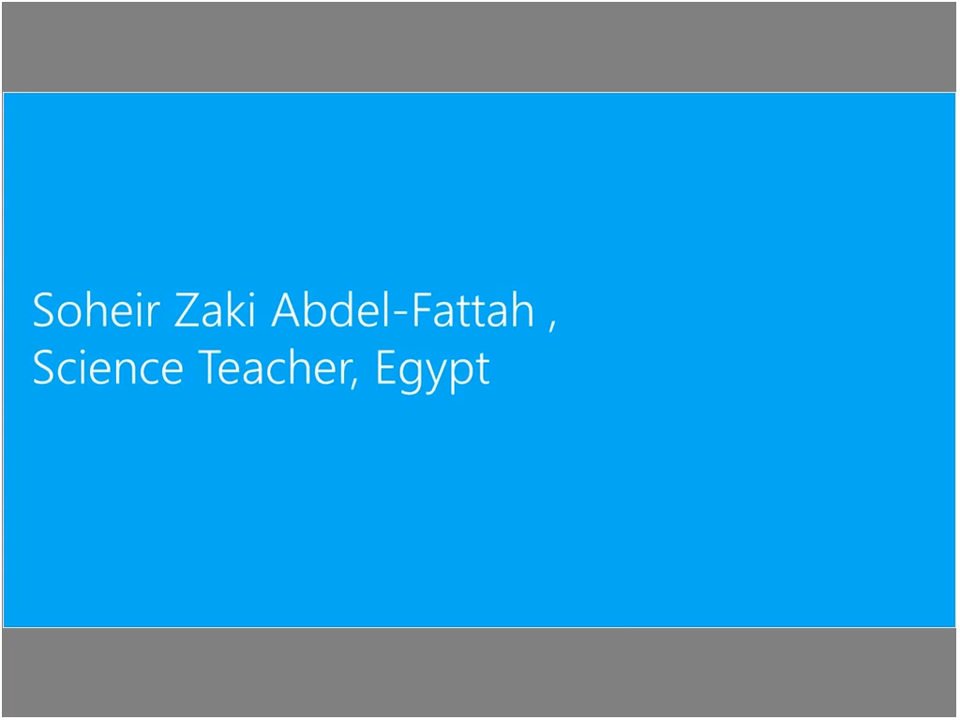 Soheir Zaki Abdel-Fattah ,
Science Teacher, Egypt